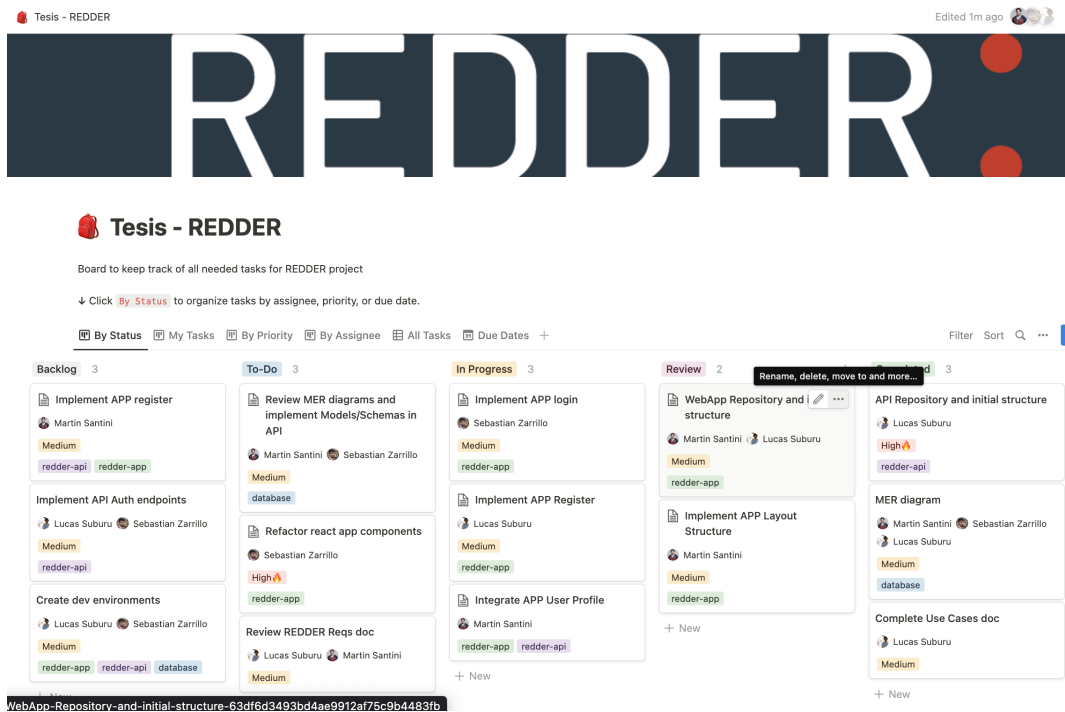 Tesis - REDDER
Edited 1m ago
REDDER:
Tesis - REDDER
Board to keep track of all needed tasks for REDDER project
↓ Click By Status to organize tasks by assignee, priority, or due date.
By Status My Tasks By Priority By Assignee All Tasks 31 Due Dates +
Filter Sort
Backlog 3
Implement APP register
Martin Santini
Medium
redder-api redder-app
Implement API Auth endpoints
Lucas Suburu Sebastian Zarrillo
Medium
redder-api
Create dev environments
Lucas Suburu Sebastian Zarrillo
Medium
redder-app redder-api database
+ New
To-Do 3
Review MER diagrams and
implement Models/Schemas in
API
Martin Santini Sebastian Zarrillo
Medium
database
Refactor react app components
Sebastian Zarrillo
High🔥
redder-app
Review REDDER Reqs doc
Lucas Suburu Martin Santini
Medium
In Progress 3
Implement APP login
Sebastian Zarrillo
Medium
redder-app
Implement APP Register
Lucas Suburu
Medium
redder-app
Integrate APP User Profile
Martin Santini
redder-app redder-api
+ New
Review 2
Rename, delete, move to and more...
WebApp Repository and
structure
Martin Santini Lucas Suburu
Medium
redder-app
Implement APP Layout
Structure
Martin Santini
Medium
redder-app
+ New
3
API Repository and initial structure
Lucas Suburu
High🔥
redder-api
MER diagram
Martin Santini Sebastian Zarrillo
Lucas Suburu
Medium
database
Complete Use Cases doc
Lucas Suburu
Medium
+ New
WebApp-Repository-and-initial-structure-63df6d3493bd4ae9912af75c9b4483fb